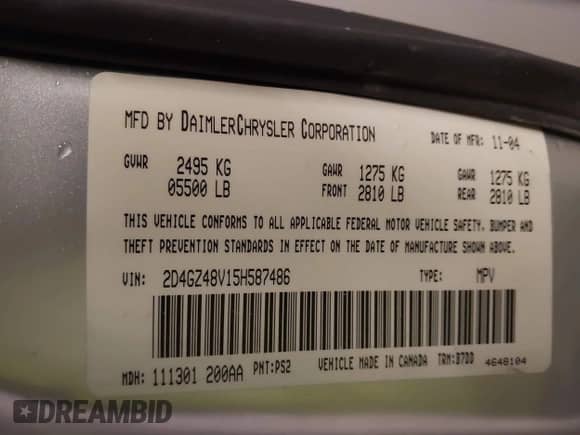 MFD BY DAIMLERCHRYSLER CORPORATION DATE OF MFR: 11-04
GVWR 2495 KG GAWR 1275 KG GAWR 1275 KG
05500 LB FRONT 2810 LB REAR 2810 LB
THIS VEHICLE CONFORMS TO ALL APPLICABLE FEDERAL MOTOR VEHICLE SAFETY, BUMPER AND
THEFT PREVENTION STANDARDS IN EFFECT ON THE DATE OF MANUFACTURE SHOWN ABOVE.
VIN: 2D4GZ48V15H587486 TYPE: MPV
MDH: 111301 200AA PNT:PS2 VEHICLE MADE IN CANADA TRM:D7DD 4648104
DREAMBID